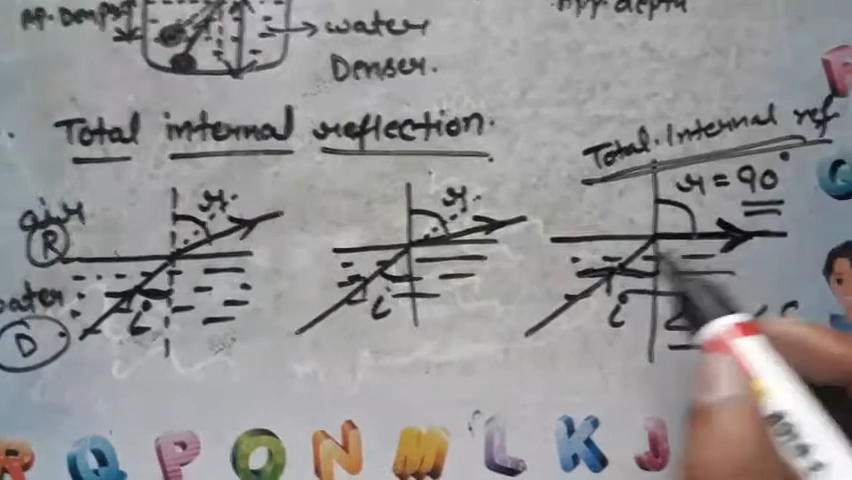 App. depth
water
Denser.
Total internal reflection.
Total Internal ref
air
R
r
r
r = 90°
water
D
i
i
i
R Q P O N M L K J
Q